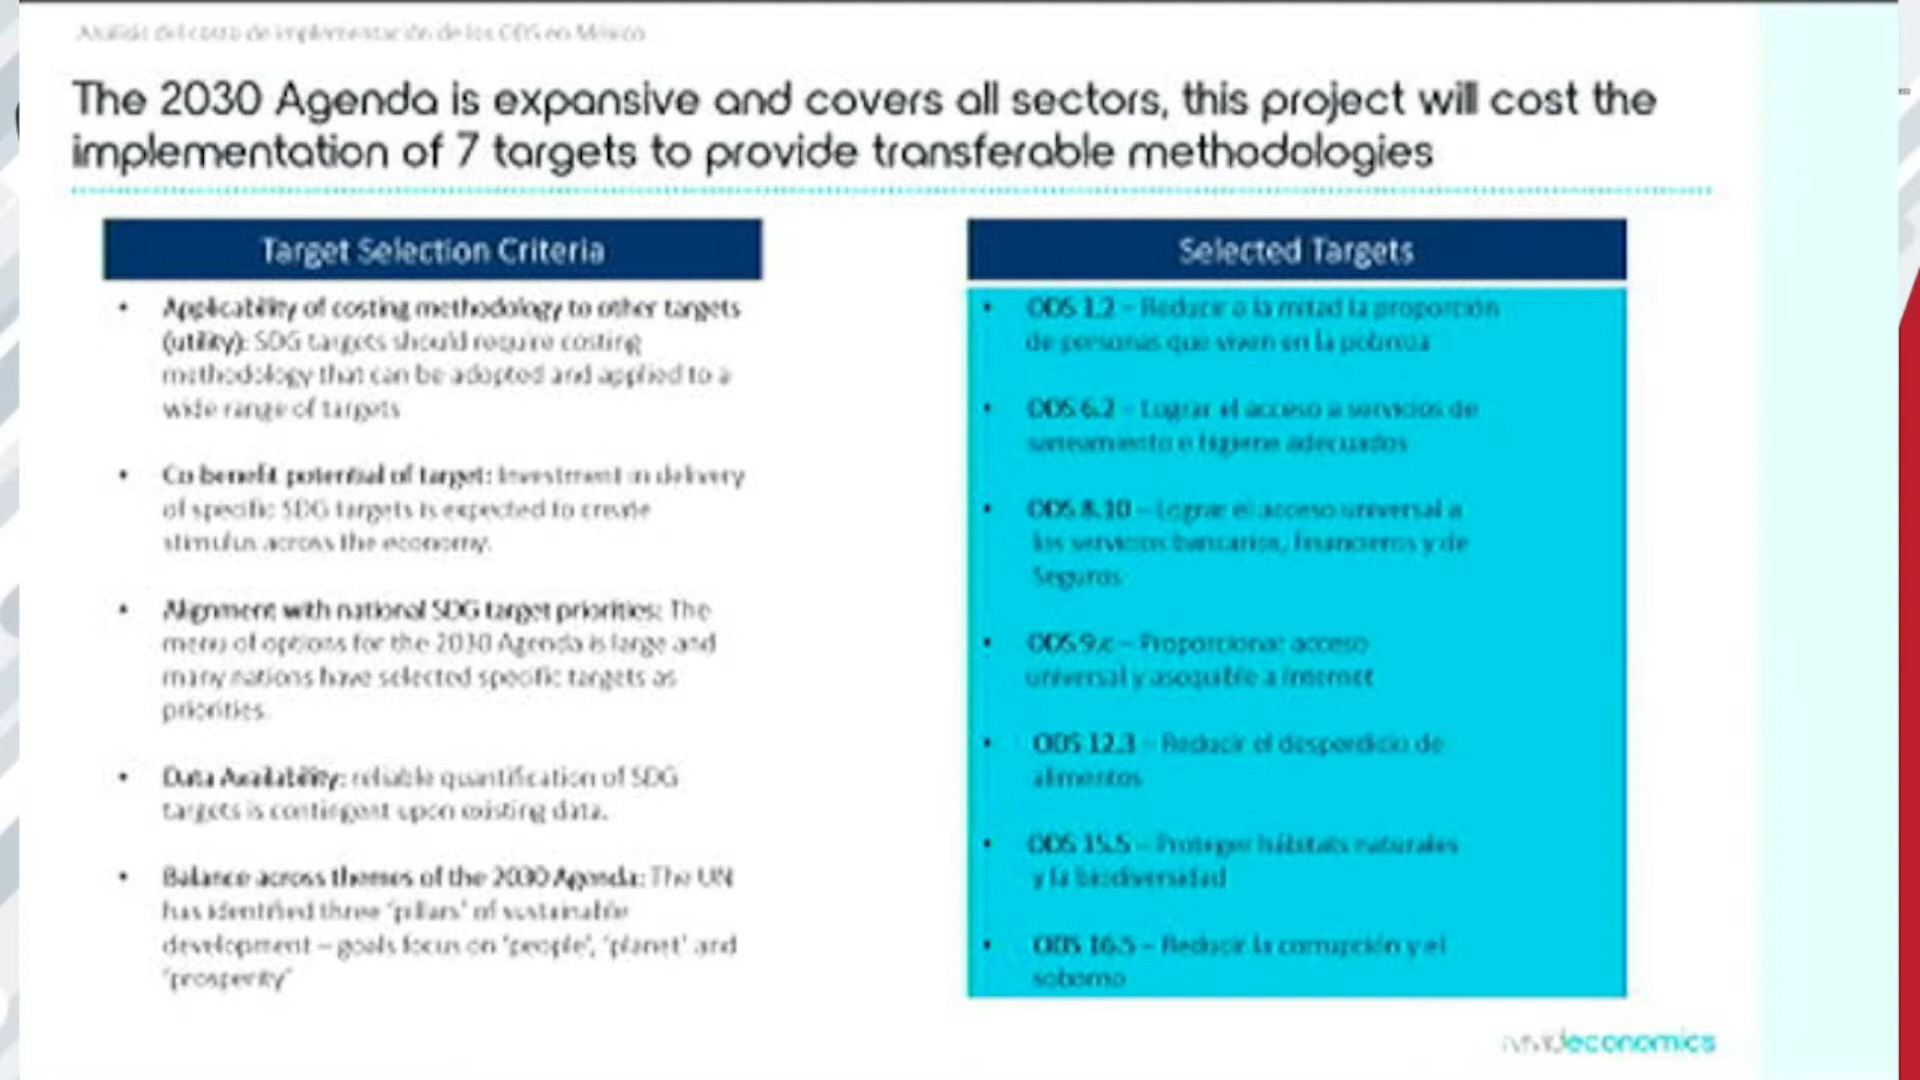 Análisis del costo de implementación de los ODS en México
The 2030 Agenda is expansive and covers all sectors, this project will cost the
implementation of 7 targets to provide transferable methodologies
Target Selection Criteria
• Applicability of costing methodology to other targets
(utility): SDG targets should require costing
methodology that can be adopted and applied to a
wide range of targets
• Co benefit potential of target: Investment in delivery
of specific SDG targets is expected to create
stimulus across the economy.
• Alignment with national SDG target priorities: The
menu of options for the 2030 Agenda is large and
many nations have selected specific targets as
priorities.
• Data Availability: reliable quantification of SDG
targets is contingent upon existing data.
• Balance across themes of the 2030 Agenda: The UN
has identified three 'pillars' of sustainable
development – goals focus on 'people', 'planet' and
'prosperity'
Selected Targets
• ODS 1.2 – Reducir a la mitad la proporción
de personas que viven en la pobreza
• ODS 6.2 – Lograr el acceso a servicios de
saneamiento e higiene adecuados
• ODS 8.10 – Lograr el acceso universal a
los servicios bancarios, financieros y de
Seguros
• ODS 9.c – Proporcionar acceso
universal y asequible a internet
• ODS 12.3 – Reducir el desperdicio de
alimentos
• ODS 15.5 – Proteger hábitats naturales
y la biodiversidad
• ODS 16.5 – Reducir la corrupción y el
soborno
vivideconomics